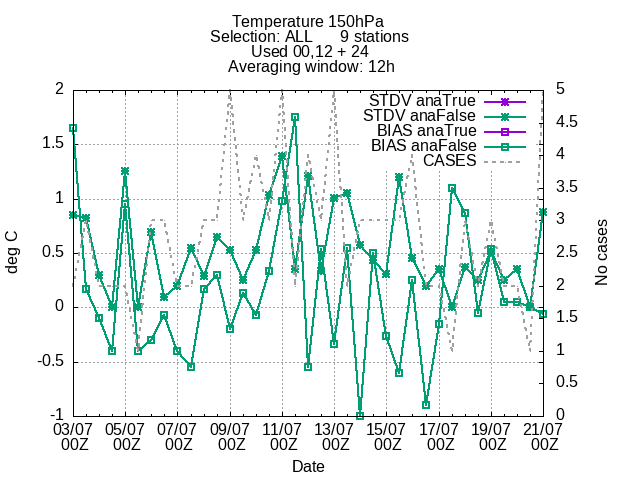 Temperature 150hPa
Selection: ALL      9 stations
Used 00,12 + 24
Averaging window: 12h
STDV anaTrue
STDV anaFalse
BIAS anaTrue
BIAS anaFalse
CASES
2
1.5
1
0.5
0
-0.5
-1
deg C
5
4.5
4
3.5
3
2.5
2
1.5
1
0.5
0
No cases
03/07 05/07 07/07 09/07 11/07 13/07 15/07 17/07 19/07 21/07
00Z 00Z 00Z 00Z 00Z 00Z 00Z 00Z 00Z 00Z
Date